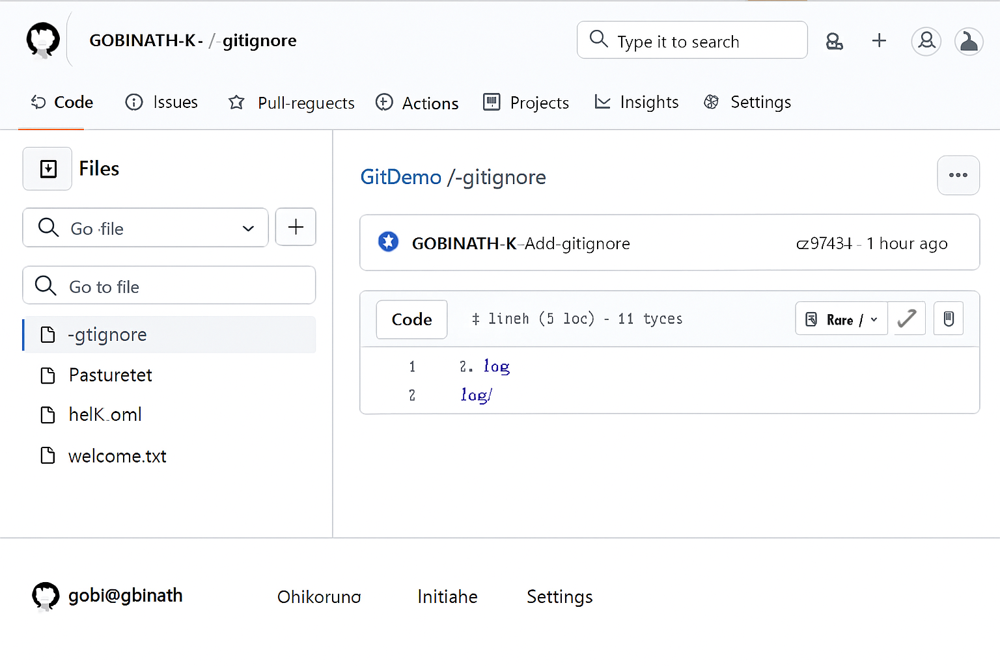 GOBINATH-K- /-gitignore
Type it to search
Code Issues Pull-reguects Actions Projects Insights Settings
Files
GitDemo /-gitignore
Go file
GOBINATH-K-Add-gitignore
1 hour ago
Go to file
Code lineh (5 loc) - 11 tyces Rare /
-gtignore
1 2. log
2 log/
Pasturetet
helK.oml
welcome.txt
gobi@gbinath Ohikoruna Initiahe Settings